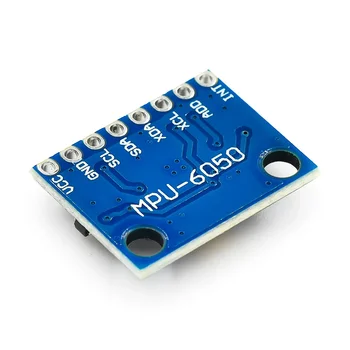 VCC
GND
SCL
SDA
XDA
XCL
ADO
INT
MPU-6050